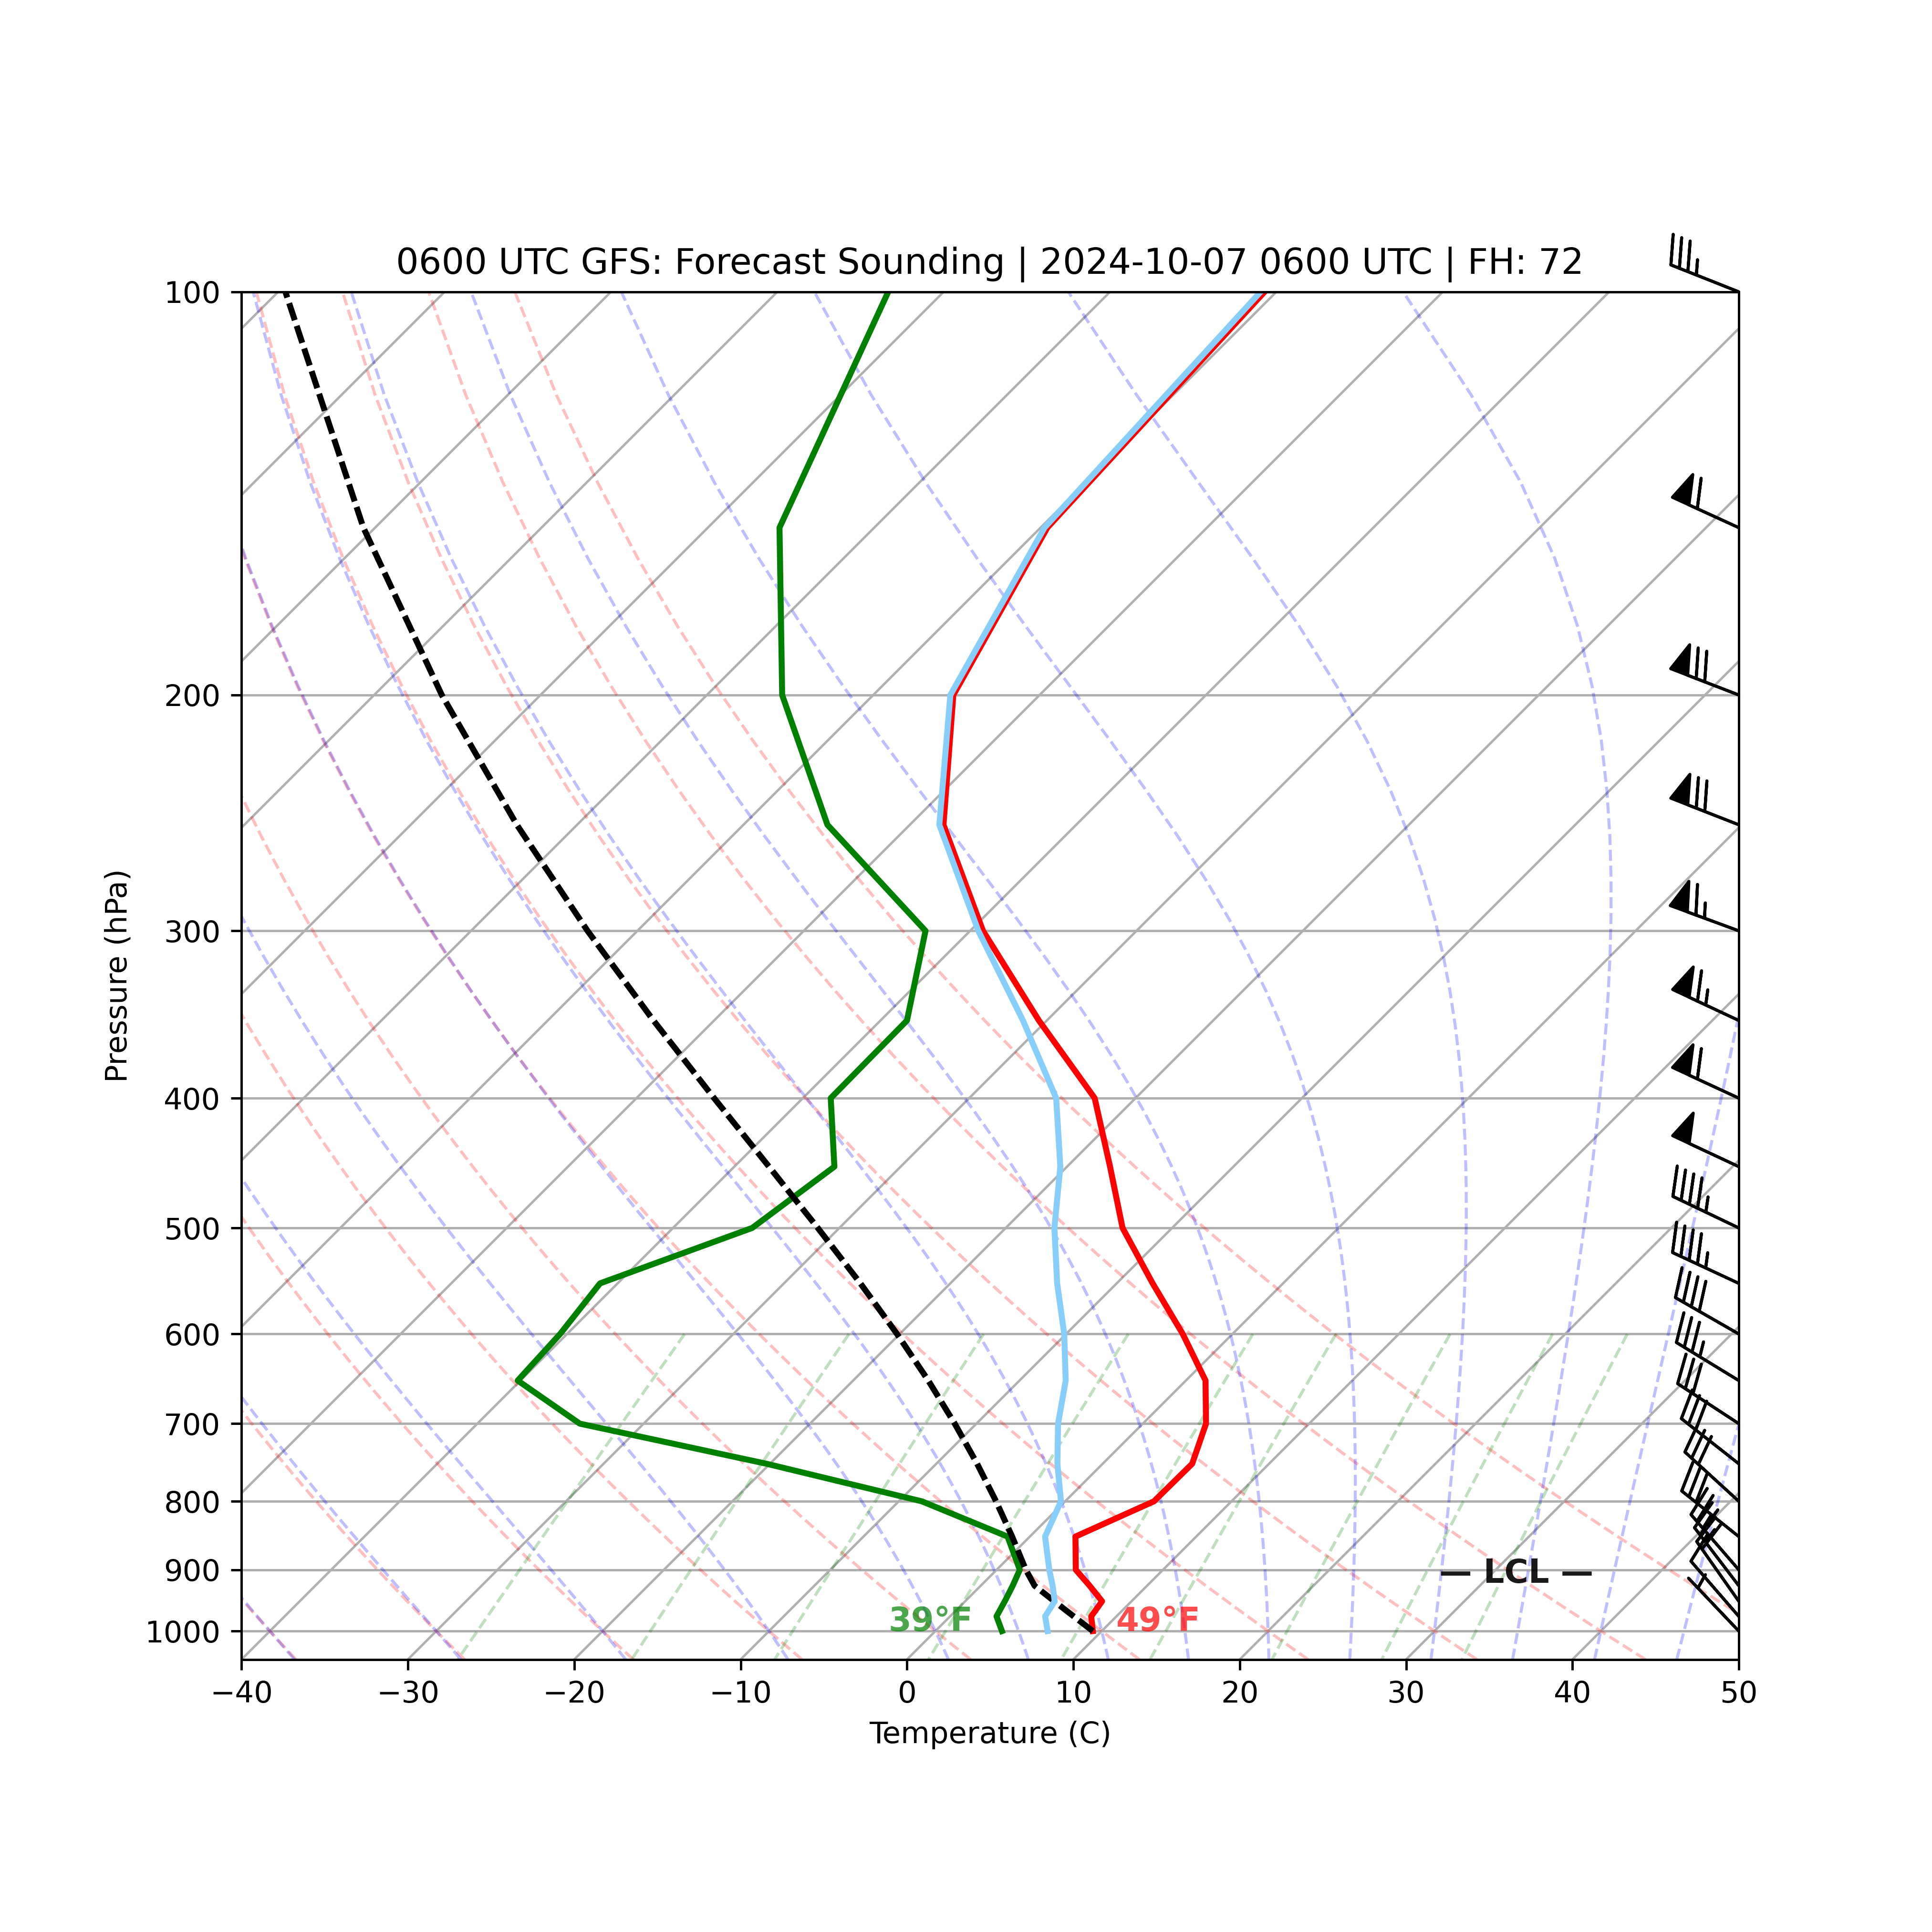 0600 UTC GFS: Forecast Sounding | 2024-10-07 0600 UTC | FH: 72
100
200
300
400
500
600
700
800
900
1000
Pressure (hPa)
— LCL —
39°F
49°F
−40 −30 −20 −10 0 10 20 30 40 50
Temperature (C)